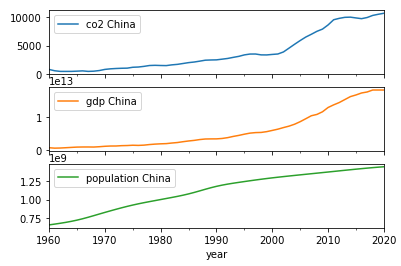 co2 China
10000
5000
0
1e13
gdp China
1
0
1e9
population China
1.25
1.00
0.75
1960 1970 1980 1990 2000 2010 2020
year